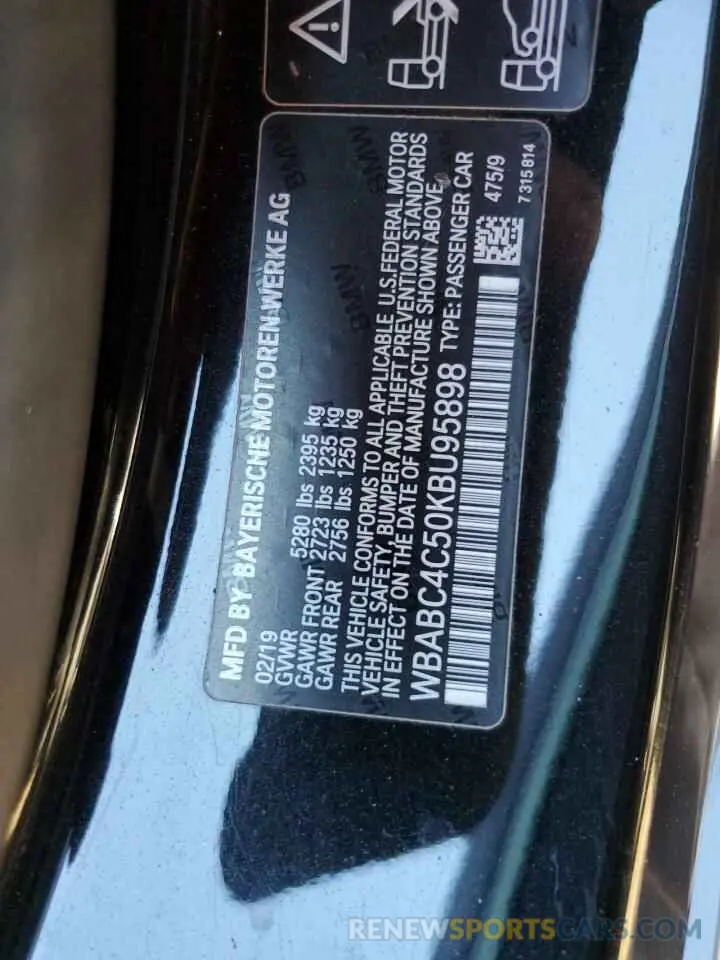 MFD BY BAYERISCHE MOTOREN WERKE AG
02/19
GVWR 5280 lbs 2395 kg
GAWR FRONT 2723 lbs 1235 kg
GAWR REAR 2756 lbs 1250 kg
THIS VEHICLE CONFORMS TO ALL APPLICABLE U.S.FEDERAL MOTOR
VEHICLE SAFETY, BUMPER AND THEFT PREVENTION STANDARDS
IN EFFECT ON THE DATE OF MANUFACTURE SHOWN ABOVE
WBABC4C50KBU95898 TYPE: PASSENGER CAR
475/9
7 315 814
BMW
BMW
BMW
RENEWSPORTSCARS.COM